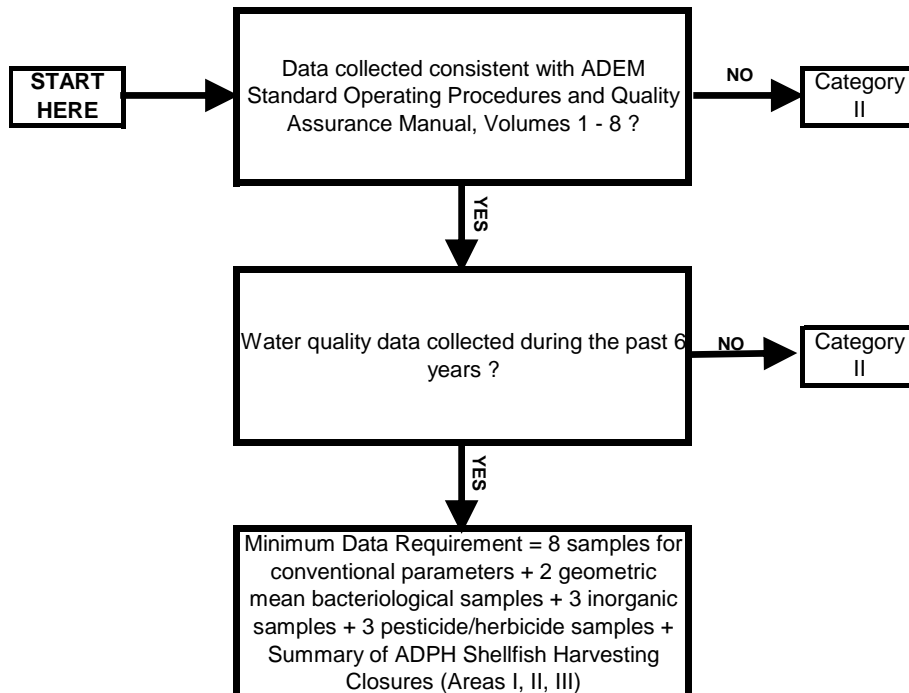 START
HERE
Data collected consistent with ADEM
Standard Operating Procedures and Quality
Assurance Manual, Volumes 1 - 8 ?
NO
Category
II
YES
Water quality data collected during the past 6
years ?
NO
Category
II
YES
Minimum Data Requirement = 8 samples for
conventional parameters + 2 geometric
mean bacteriological samples + 3 inorganic
samples + 3 pesticide/herbicide samples +
Summary of ADPH Shellfish Harvesting
Closures (Areas I, II, III)